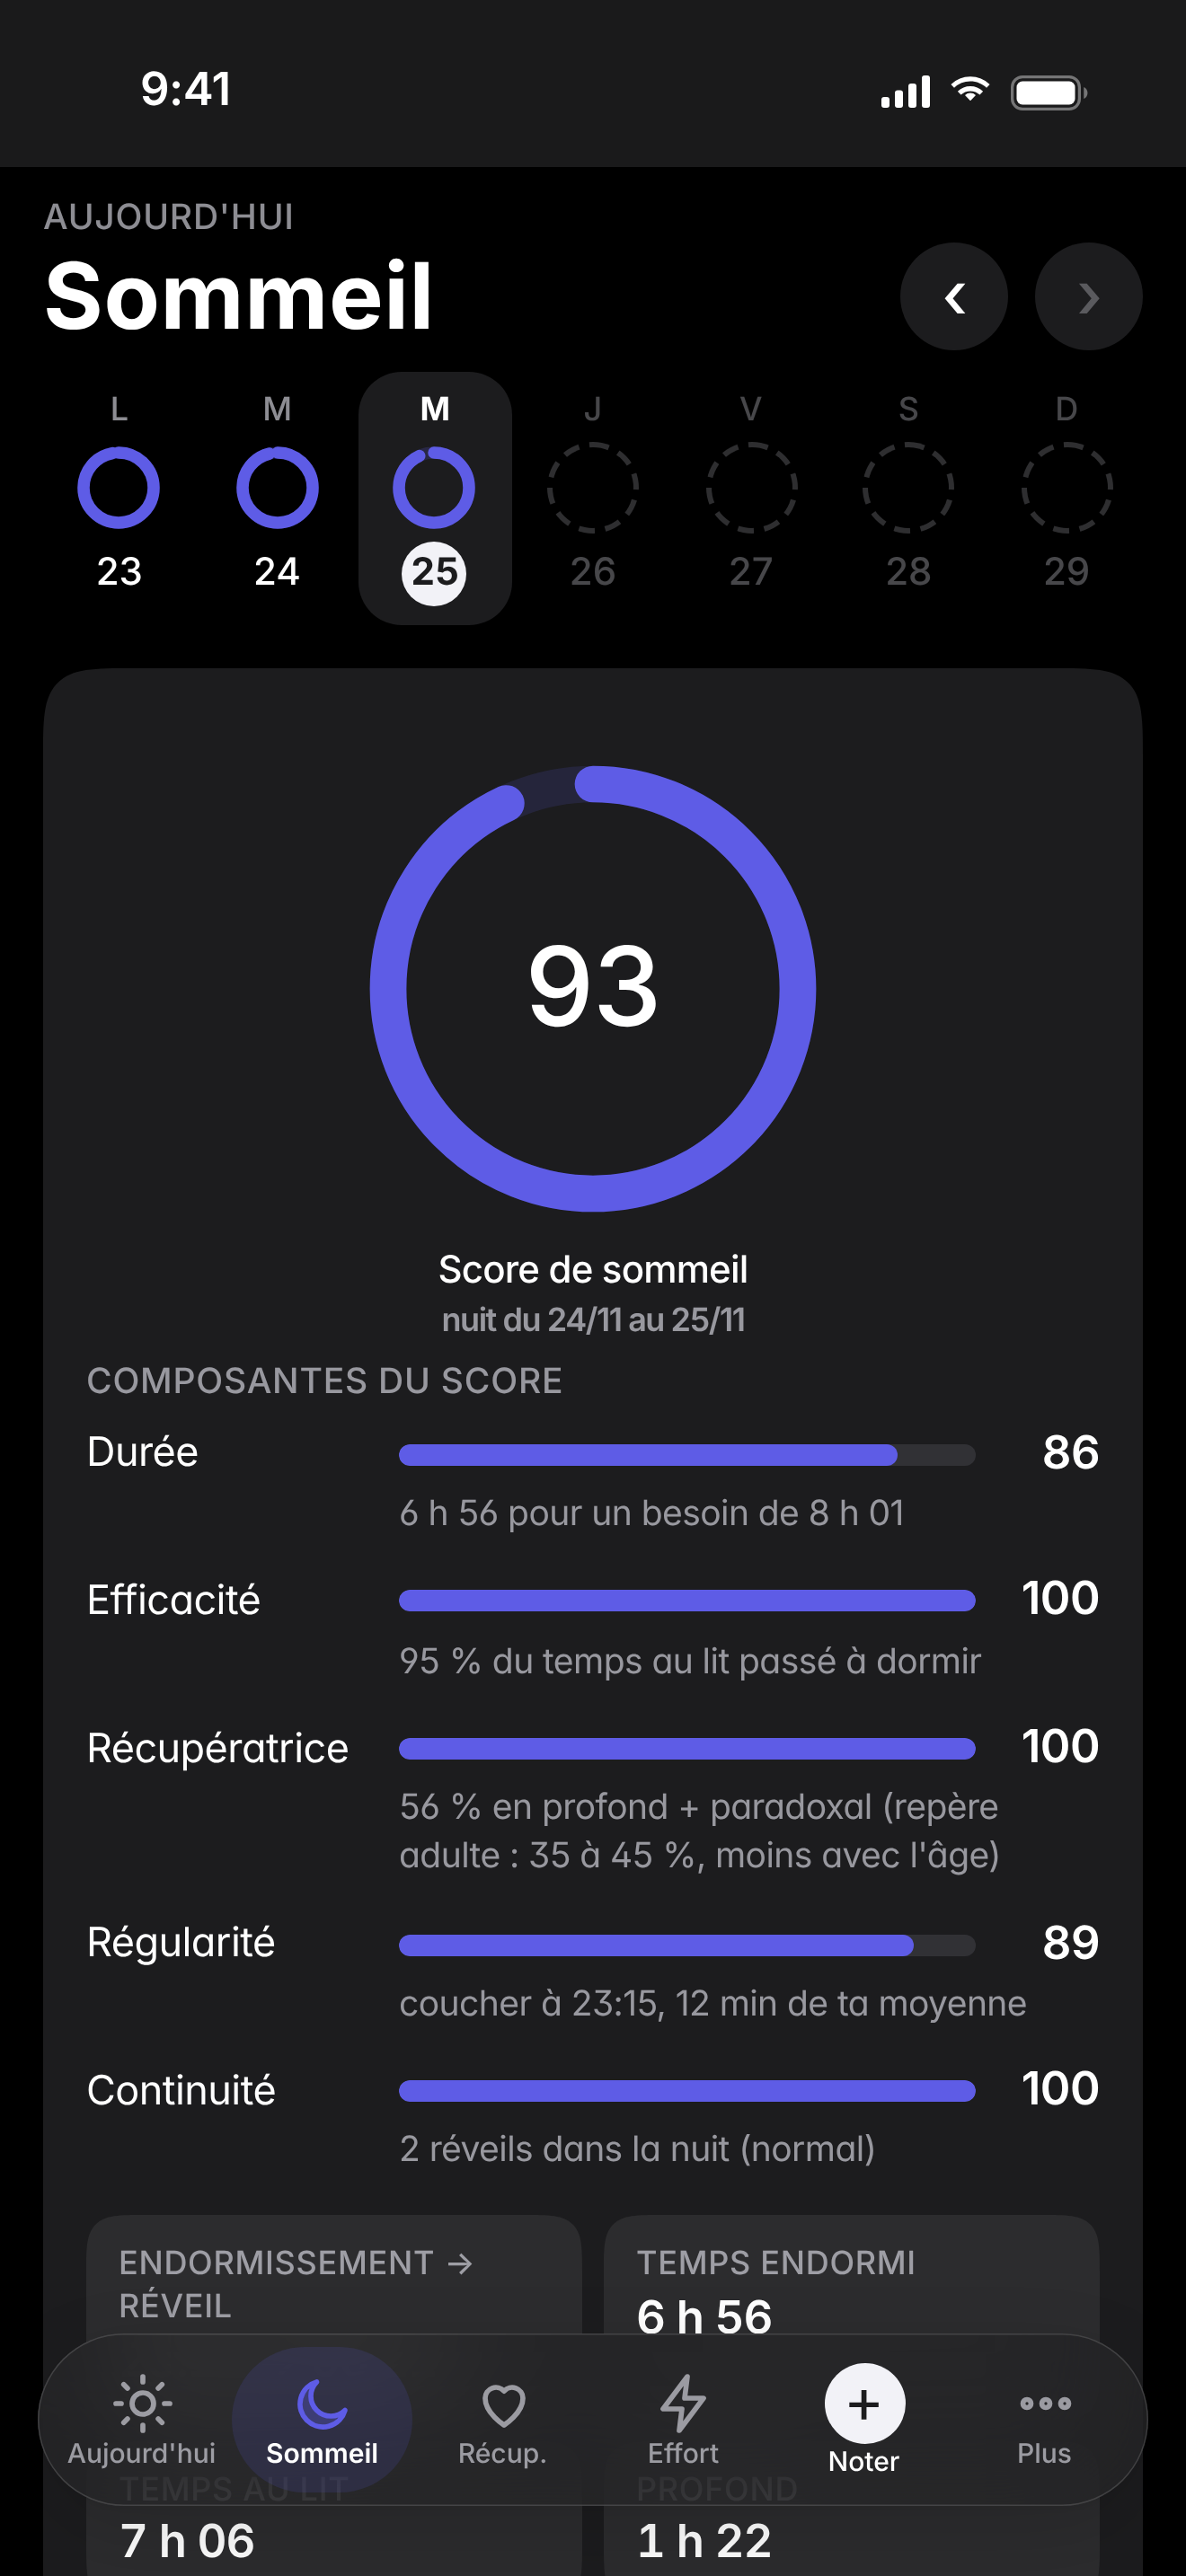 9:41
AUJOURD'HUI
Sommeil
L M M J V S D
23 24 25 26 27 28 29
93
Score de sommeil
nuit du 24/11 au 25/11
COMPOSANTES DU SCORE
Durée 86
6 h 56 pour un besoin de 8 h 01
Efficacité 100
95 % du temps au lit passé à dormir
Récupératrice 100
56 % en profond + paradoxal (repère
adulte : 35 à 45 %, moins avec l'âge)
Régularité 89
coucher à 23:15, 12 min de ta moyenne
Continuité 100
2 réveils dans la nuit (normal)
ENDORMISSEMENT →
RÉVEIL
TEMPS ENDORMI
6 h 56
Aujourd'hui Sommeil Récup. Effort Noter Plus
TEMPS AU LIT
7 h 06
PROFOND
1 h 22